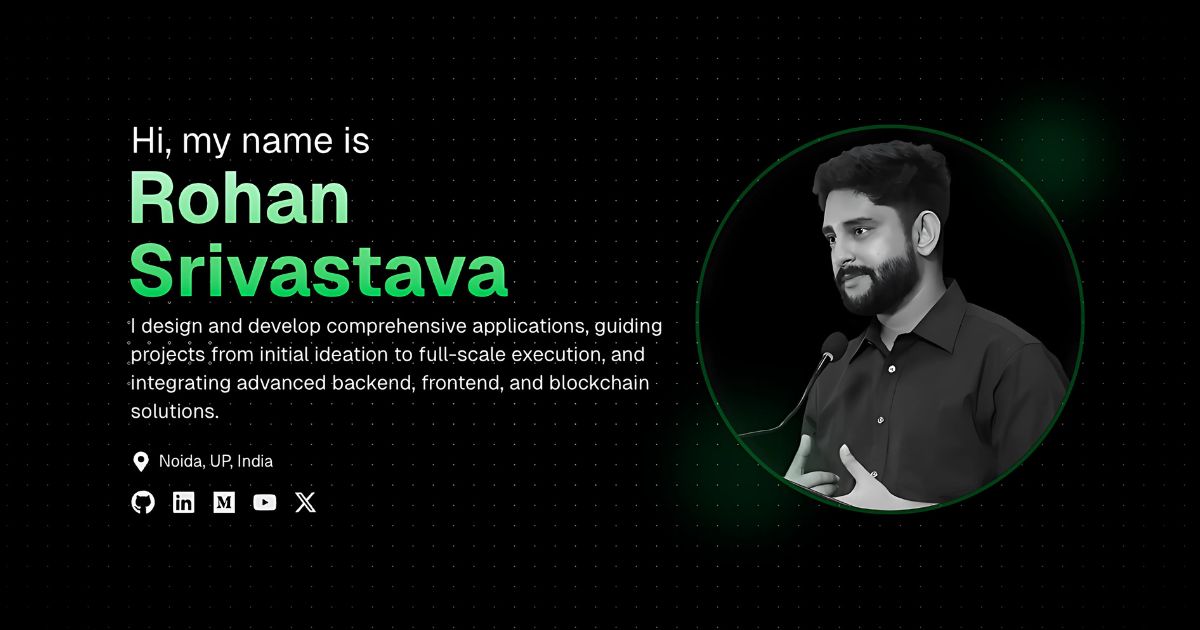 Hi, my name is
Rohan
Srivastava
I design and develop comprehensive applications, guiding
projects from initial ideation to full-scale execution, and
integrating advanced backend, frontend, and blockchain
solutions.
Noida, UP, India